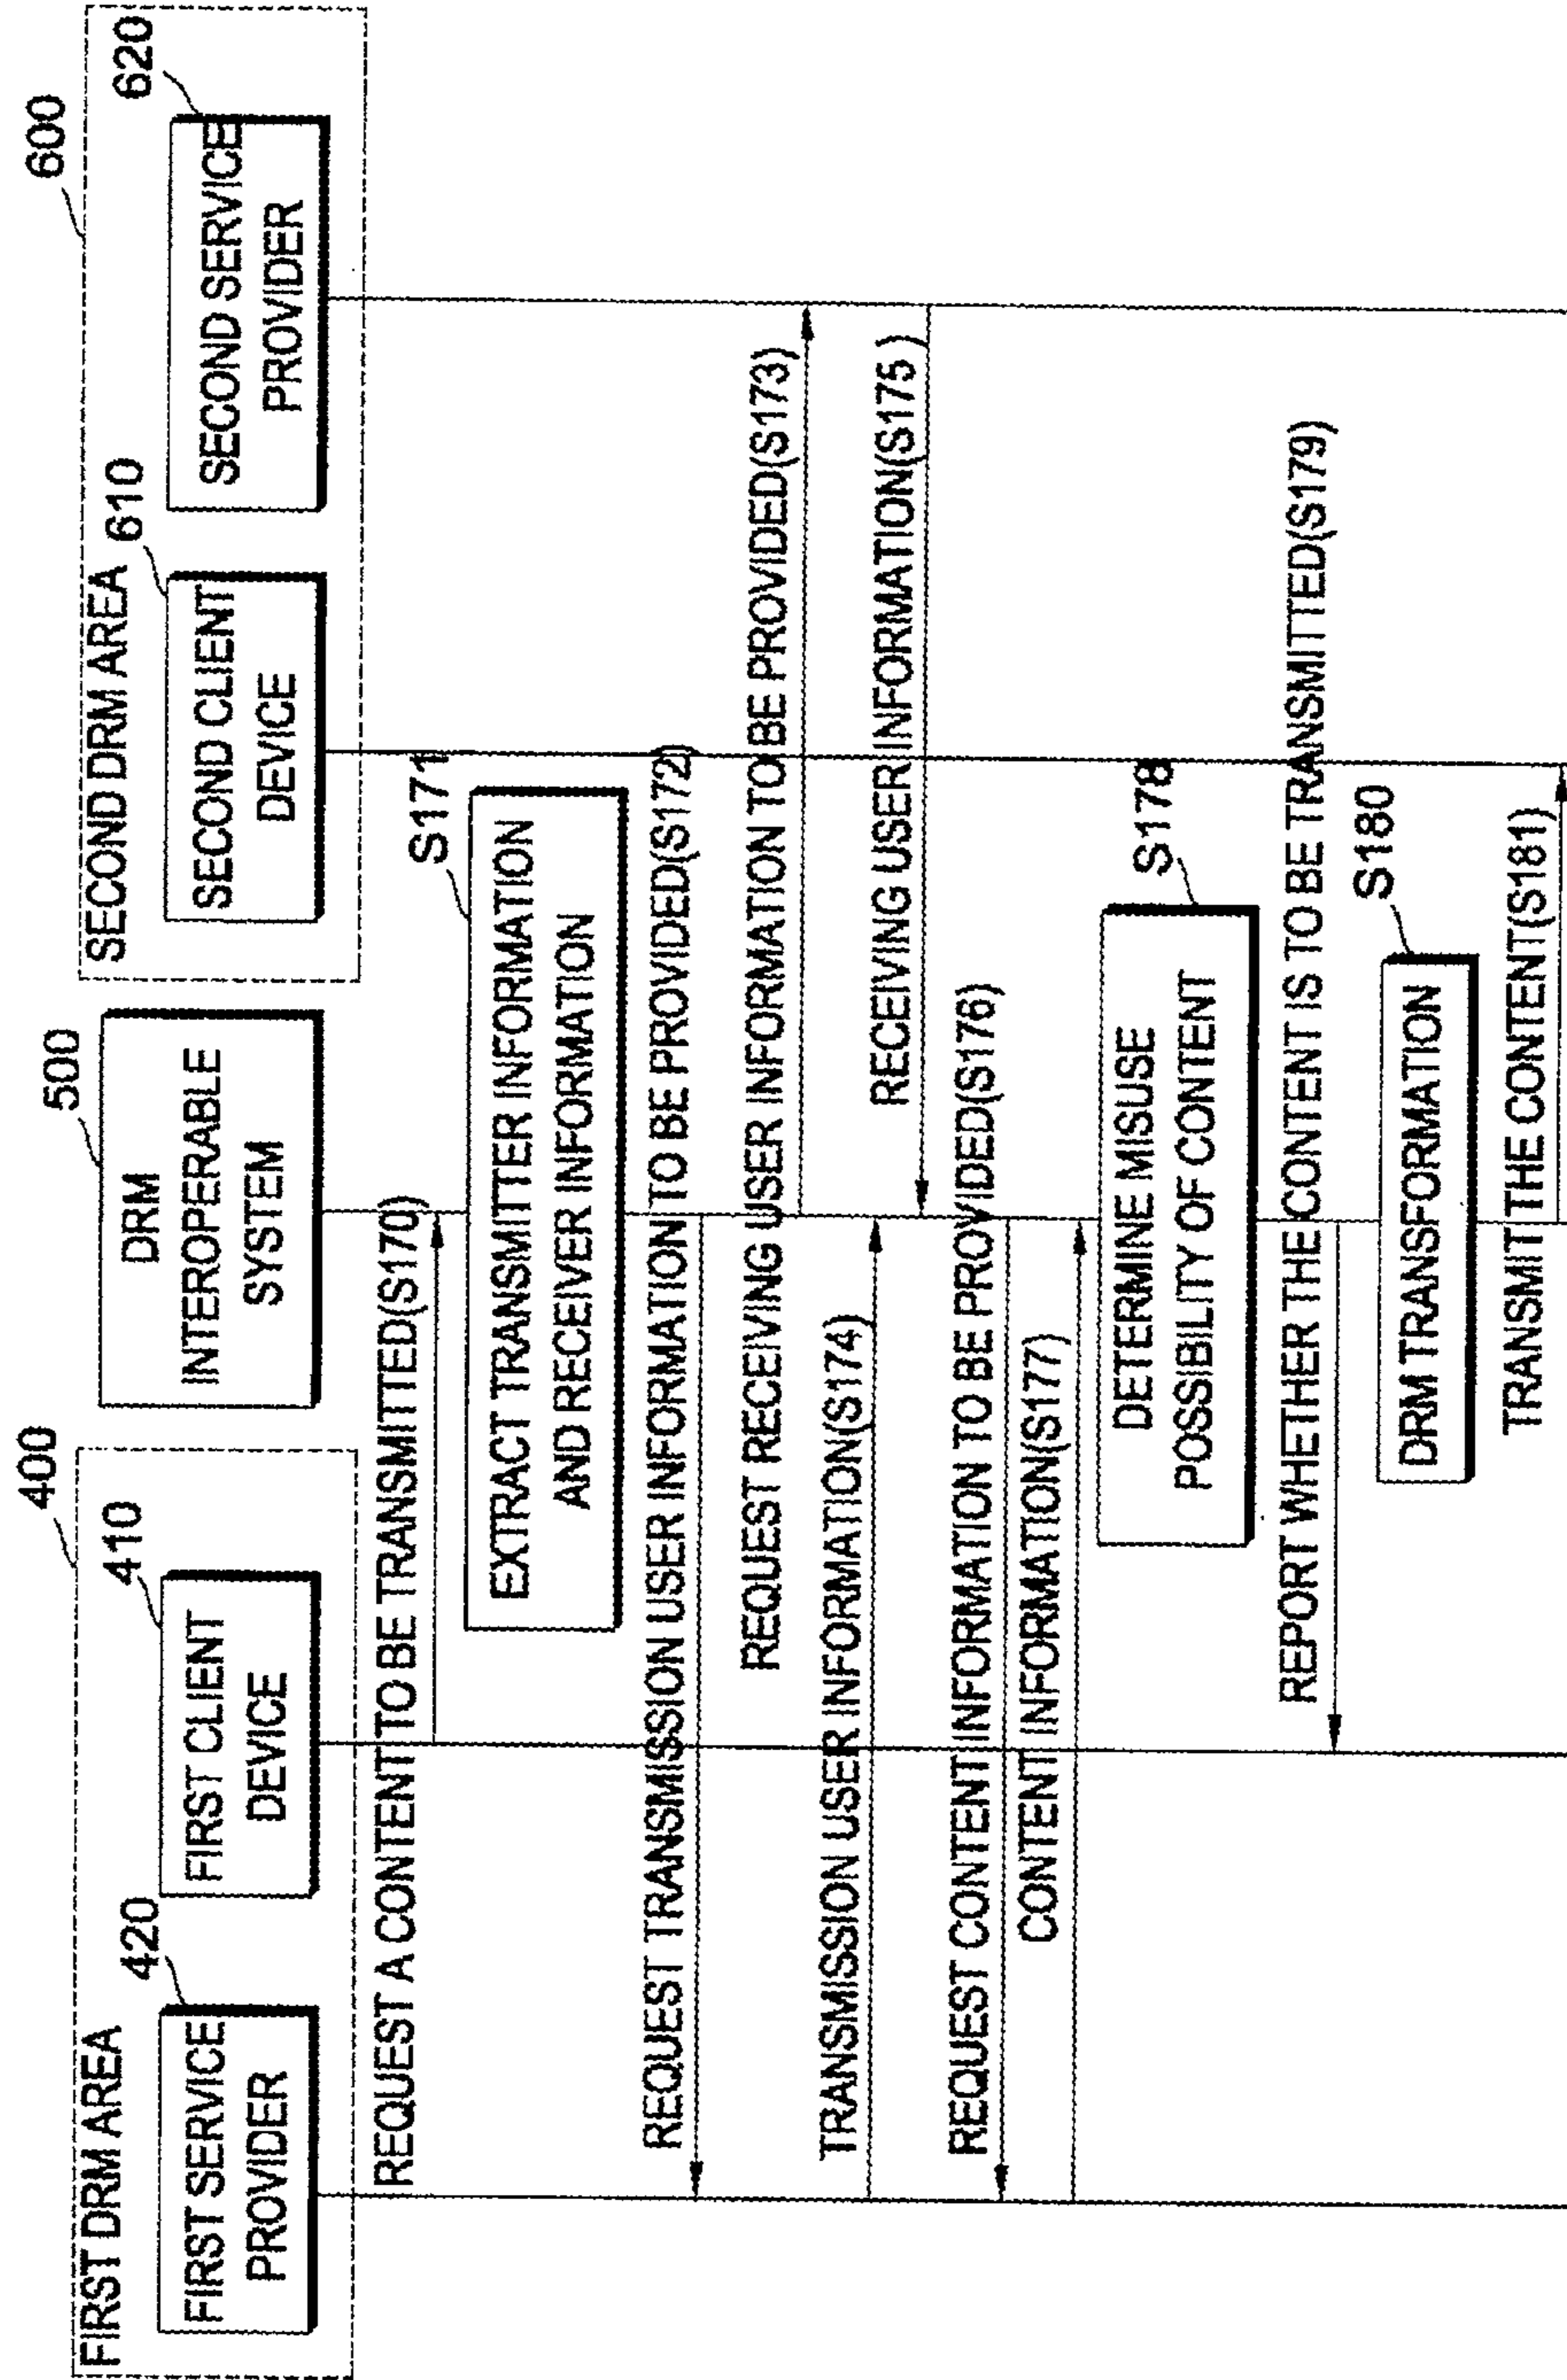 FIRST DRM AREA
400
420
FIRST SERVICE
PROVIDER
410
FIRST CLIENT
DEVICE
500
DRM
INTEROPERABLE
SYSTEM
600
SECOND DRM AREA
610
SECOND CLIENT
DEVICE
620
SECOND SERVICE
PROVIDER
REQUEST A CONTENT TO BE TRANSMITTED(S170)
S171
EXTRACT TRANSMITTER INFORMATION
AND RECEIVER INFORMATION
REQUEST TRANSMISSION USER INFORMATION TO BE PROVIDED(S172)
REQUEST RECEIVING USER INFORMATION TO BE PROVIDED(S173)
TRANSMISSION USER INFORMATION(S174)
RECEIVING USER INFORMATION(S175 )
REQUEST CONTENT INFORMATION TO BE PROVIDED(S176)
CONTENT INFORMATION(S177)
S178
DETERMINE MISUSE
POSSIBILITY OF CONTENT
REPORT WHETHER THE CONTENT IS TO BE TRANSMITTED(S179)
S180
DRM TRANSFORMATION
TRANSMIT THE CONTENT(S181)